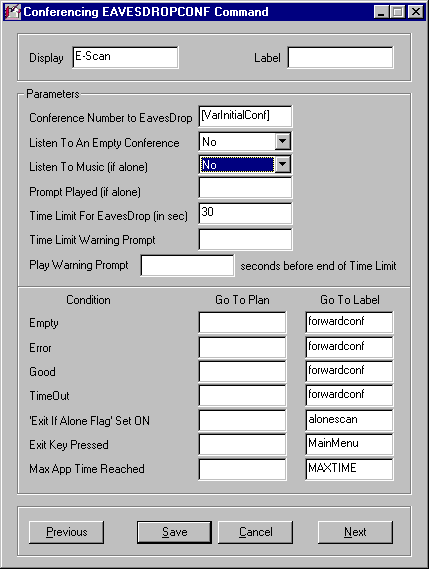 Conferencing EAVESDROPCONF Command
Display E-Scan Label
Parameters
Conference Number to EavesDrop [VarInitialConf]
Listen To An Empty Conference No
Listen To Music (if alone) No
Prompt Played (if alone)
Time Limit For EavesDrop (in sec) 30
Time Limit Warning Prompt
Play Warning Prompt seconds before end of Time Limit
Condition Go To Plan Go To Label
Empty forwardconf
Error forwardconf
Good forwardconf
TimeOut forwardconf
'Exit If Alone Flag' Set ON alonescan
Exit Key Pressed MainMenu
Max App Time Reached MAXTIME
Previous Save Cancel Next